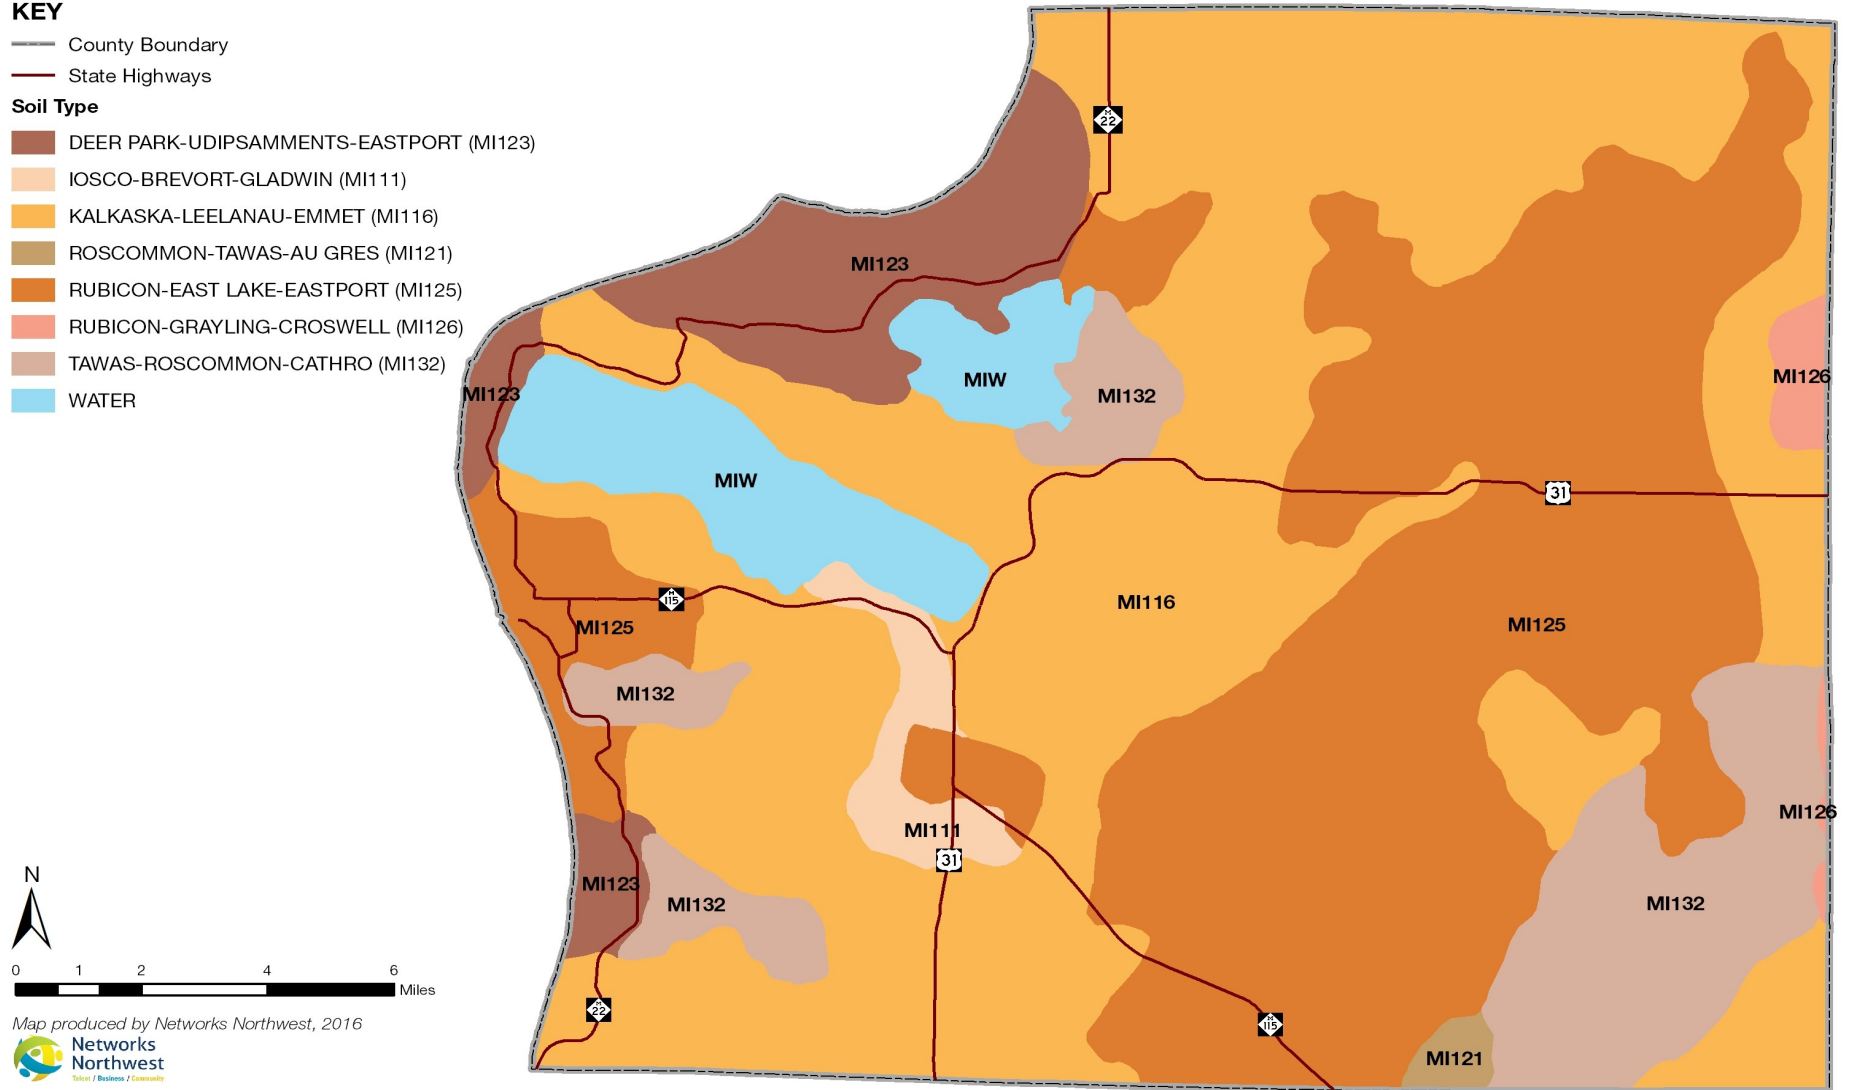 KEY
County Boundary
State Highways
Soil Type
DEER PARK-UDIPSAMMENTS-EASTPORT (MI123)
IOSCO-BREVORT-GLADWIN (MI111)
KALKASKA-LEELANAU-EMMET (MI116)
ROSCOMMON-TAWAS-AU GRES (MI121)
RUBICON-EAST LAKE-EASTPORT (MI125)
RUBICON-GRAYLING-CROSWELL (MI126)
TAWAS-ROSCOMMON-CATHRO (MI132)
WATER
M
22
MI123
MIW
MI126
MI123
MI132
MIW
31
M
115
MI116
MI125
MI125
MI132
MI126
MI111
31
MI123
MI132
MI132
M
22
M
115
MI121
N
0 1 2 4 6
Miles
Map produced by Networks Northwest, 2016
Networks
Northwest
Talent / Business / Community